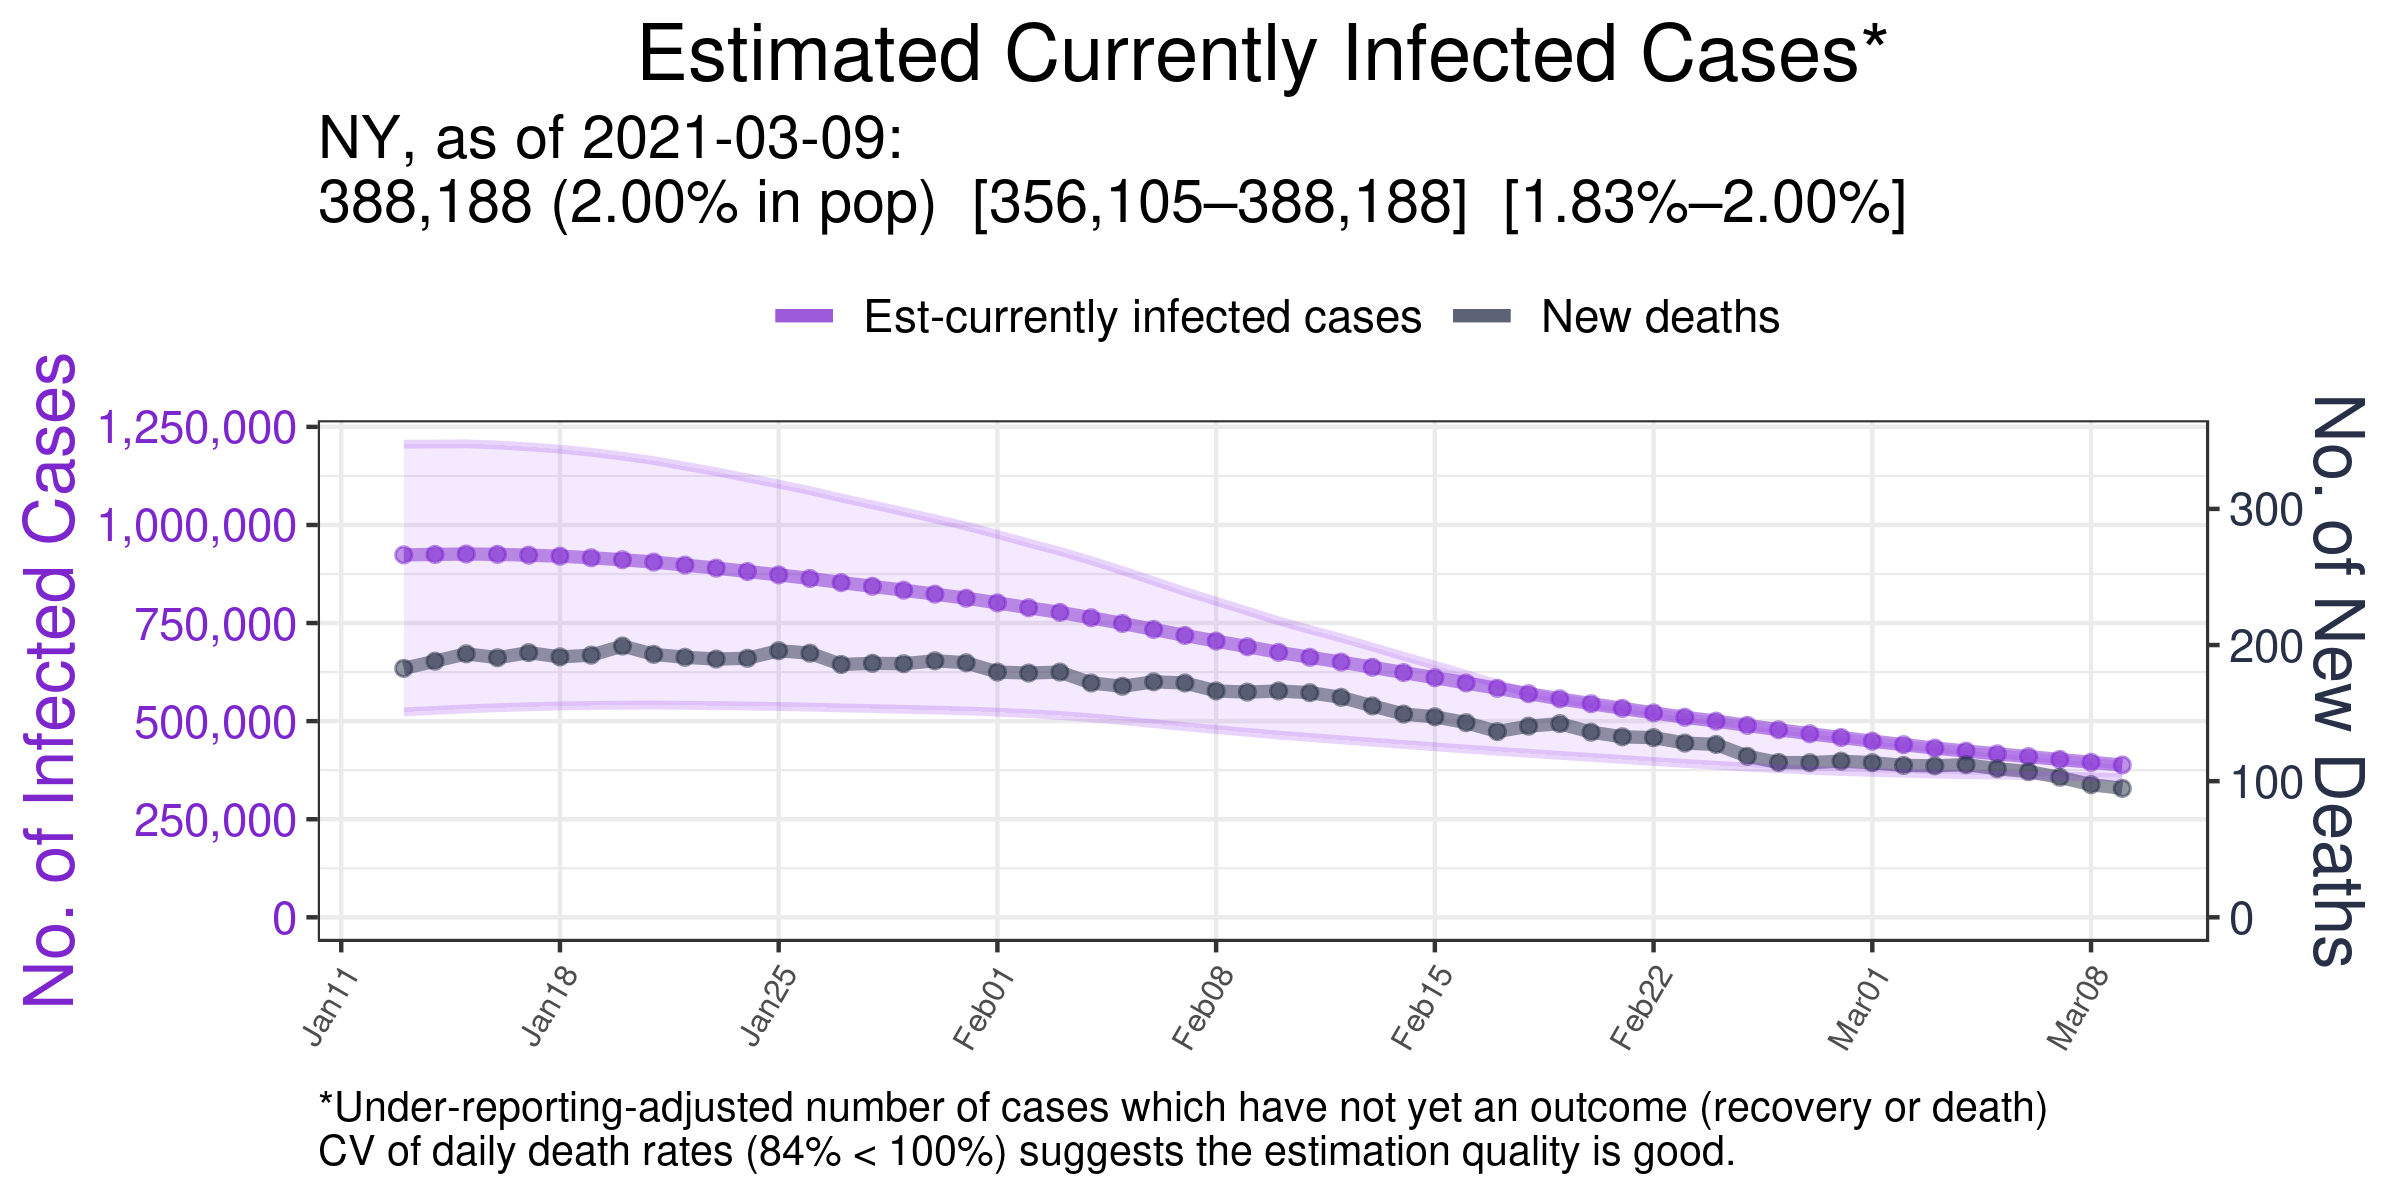 Estimated Currently Infected Cases*
NY, as of 2021-03-09:
388,188 (2.00% in pop)  [356,105–388,188]  [1.83%–2.00%]
Est-currently infected cases
New deaths
No. of Infected Cases
1,250,000
1,000,000
750,000
500,000
250,000
0
No. of New Deaths
300
200
100
0
Jan11
Jan18
Jan25
Feb01
Feb08
Feb15
Feb22
Mar01
Mar08
*Under-reporting-adjusted number of cases which have not yet an outcome (recovery or death)
CV of daily death rates (84% < 100%) suggests the estimation quality is good.